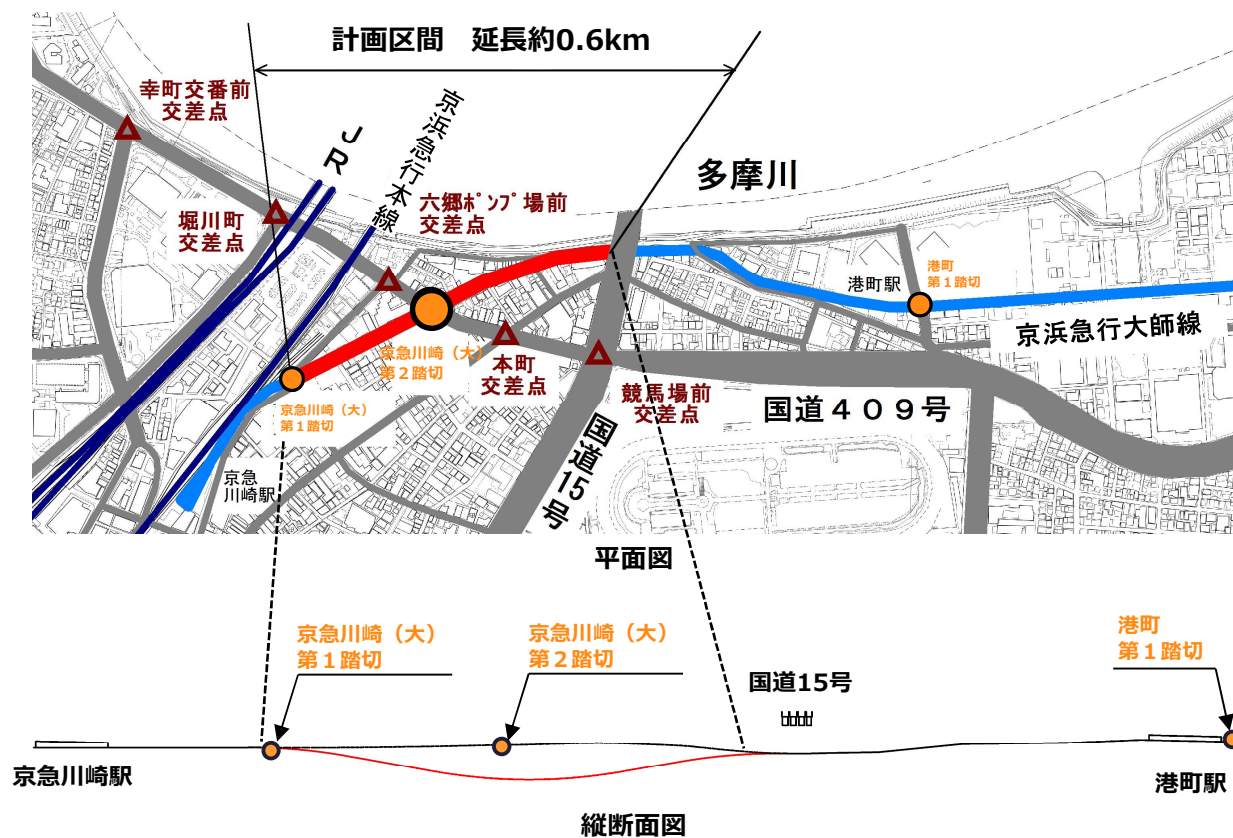 計画区間　延長約0.6km
幸町交番前
交差点
JR
京浜急行本線
堀川町
交差点
六郷ﾎﾟﾝﾌﾟ場前
交差点
多摩川
港町駅
港町
第１踏切
京浜急行大師線
京急川崎（大）
第２踏切
本町
交差点
競馬場前
交差点
国道４０９号
京急川崎（大）
第１踏切
国道15号
京急
川崎駅
平面図
京急川崎（大）
第１踏切
京急川崎（大）
第２踏切
港町
第１踏切
国道15号
京急川崎駅
港町駅
縦断面図